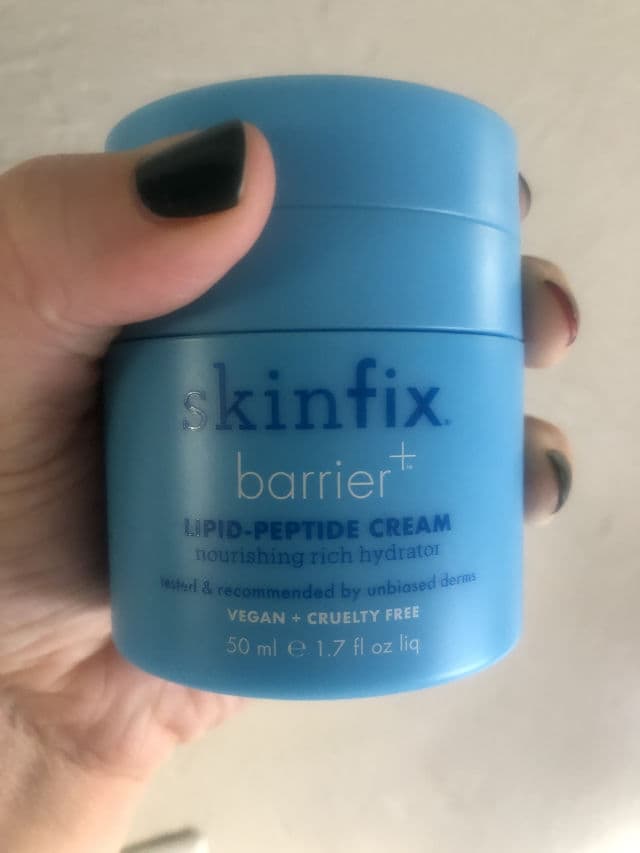 skinfix.
barrier+™
LIPID-PEPTIDE CREAM
nourishing rich hydrator
tested & recommended by unbiased derms
VEGAN + CRUELTY FREE
50 ml ℮ 1.7 fl oz liq